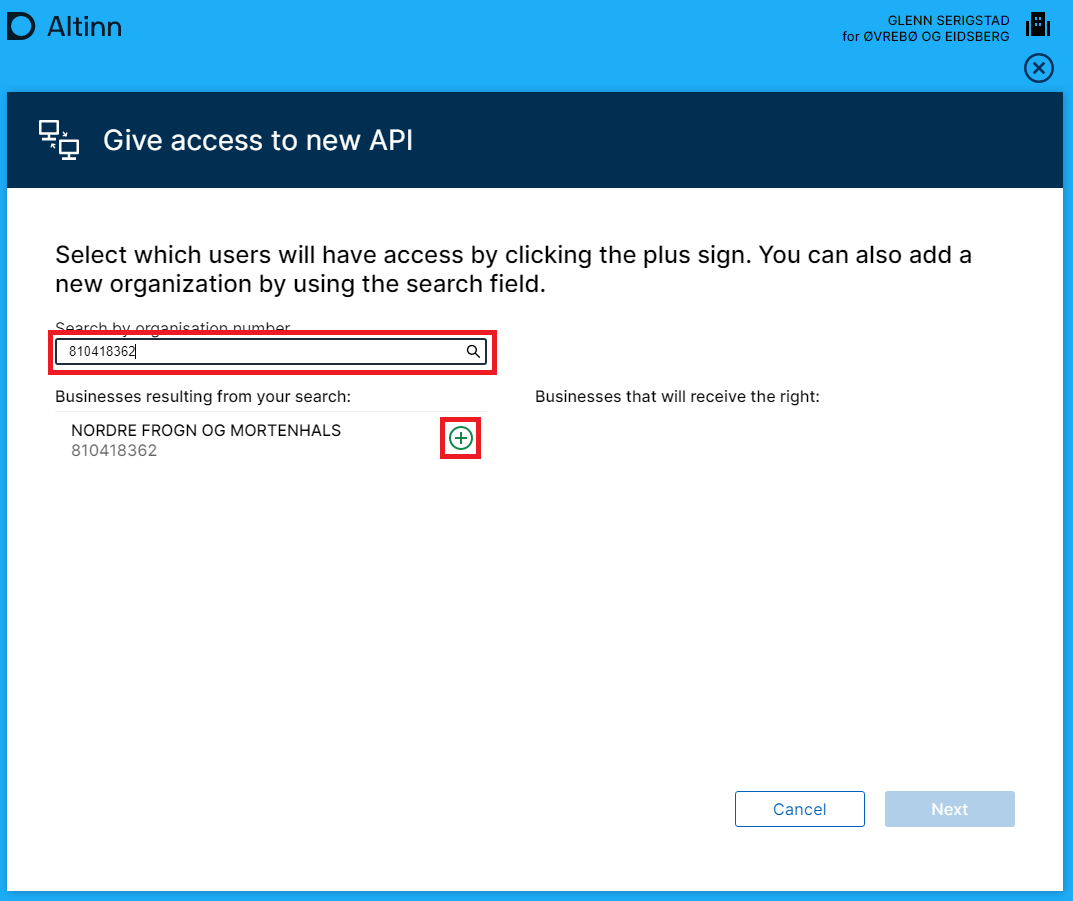 Altinn
GLENN SERIGSTAD
for ØVREBØ OG EIDSBERG
Give access to new API
Select which users will have access by clicking the plus sign. You can also add a
new organization by using the search field.
Search by organisation number
810418362
Businesses resulting from your search:
Businesses that will receive the right:
NORDRE FROGN OG MORTENHALS
810418362
Cancel
Next